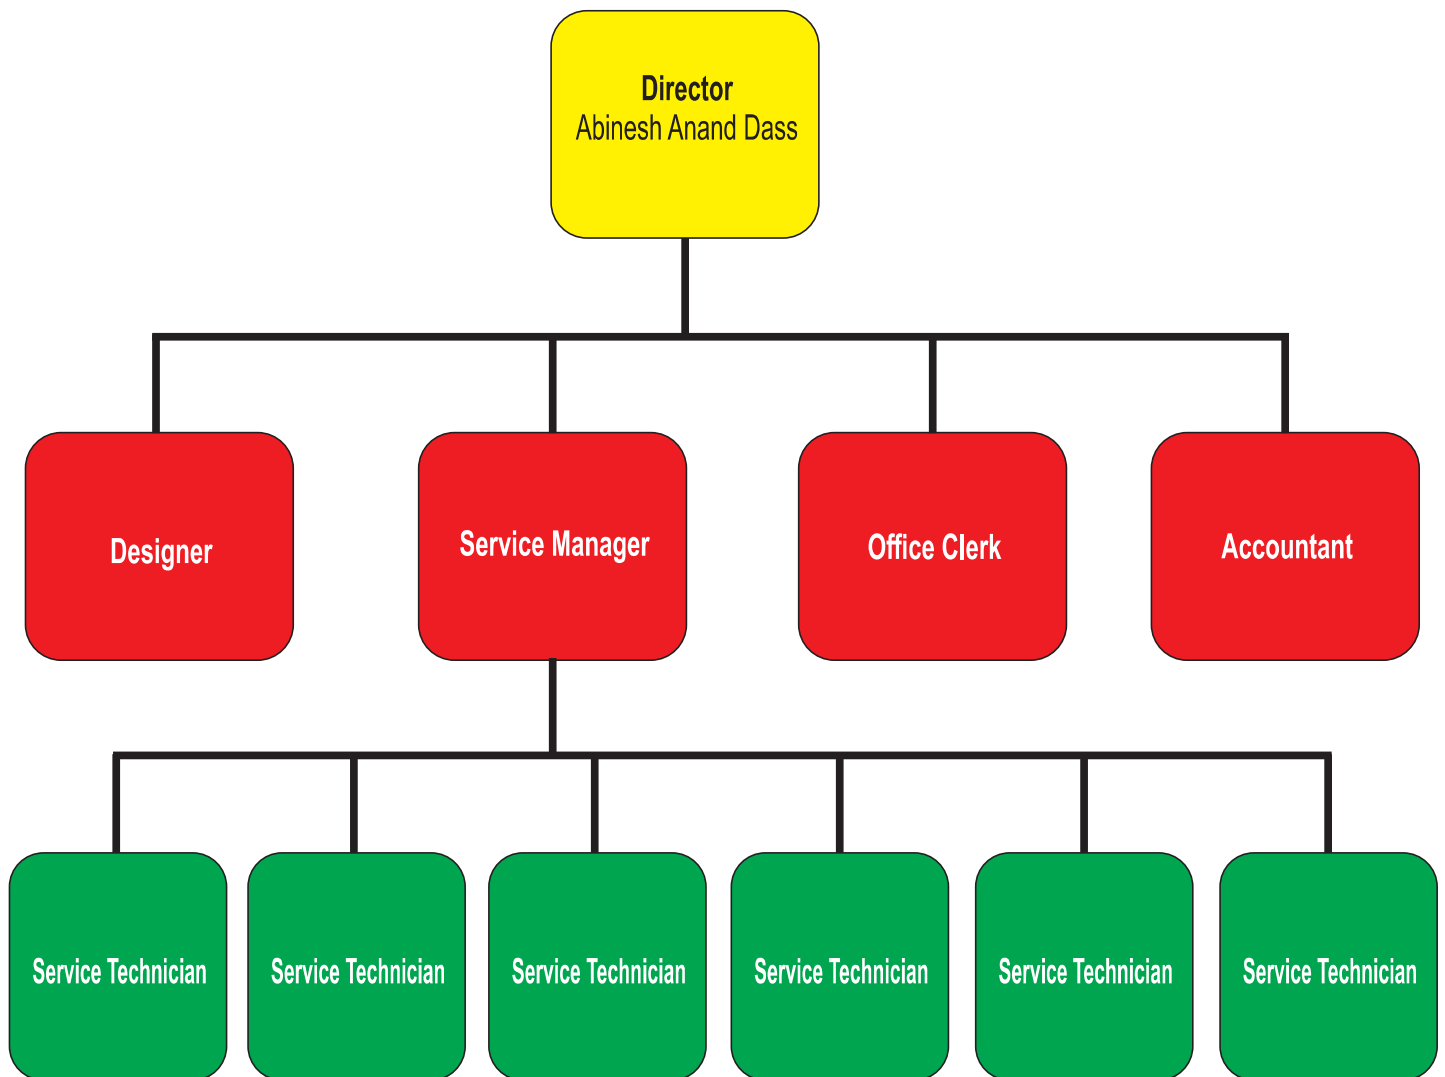 Director
Abinesh Anand Dass
Designer
Service Manager
Office Clerk
Accountant
Service Technician
Service Technician
Service Technician
Service Technician
Service Technician
Service Technician